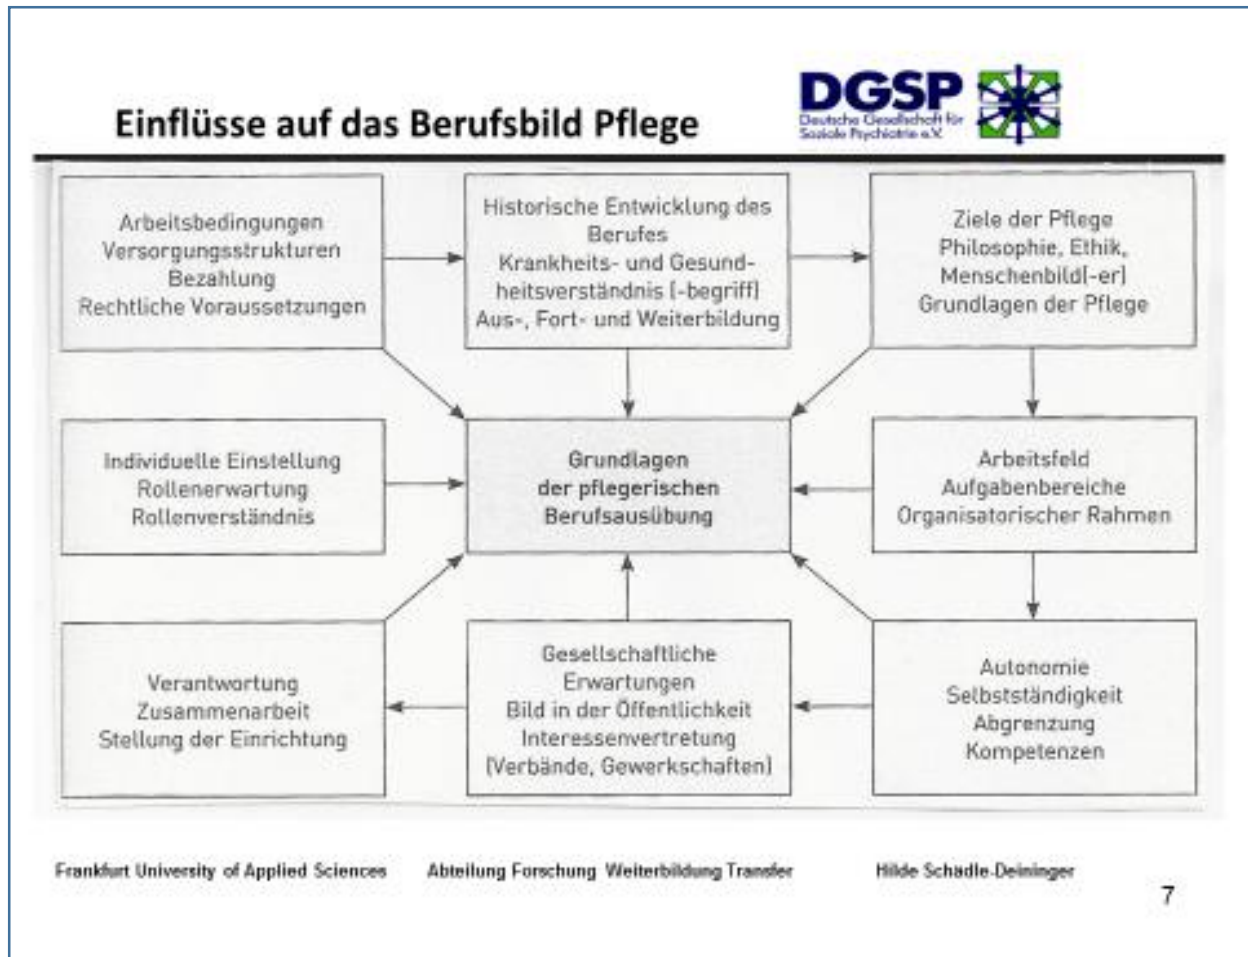 Einflüsse auf das Berufsbild Pflege
DGSP
Deutsche Gesellschaft für
Soziale Psychiatrie e.V.
Arbeitsbedingungen
Versorgungsstrukturen
Bezahlung
Rechtliche Voraussetzungen
Historische Entwicklung des
Berufes
Krankheits- und Gesund-
heitsverständnis (-begriff)
Aus-, Fort- und Weiterbildung
Ziele der Pflege
Philosophie, Ethik,
Menschenbild(-er)
Grundlagen der Pflege
Individuelle Einstellung
Rollenerwartung
Rollenverständnis
Grundlagen
der pflegerischen
Berufsausübung
Arbeitsfeld
Aufgabenbereiche
Organisatorischer Rahmen
Verantwortung
Zusammenarbeit
Stellung der Einrichtung
Gesellschaftliche
Erwartungen
Bild in der Öffentlichkeit
Interessenvertretung
(Verbände, Gewerkschaften)
Autonomie
Selbstständigkeit
Abgrenzung
Kompetenzen
Frankfurt University of Applied Sciences
Abteilung Forschung Weiterbildung Transfer
Hilde Schädle-Deininger
7